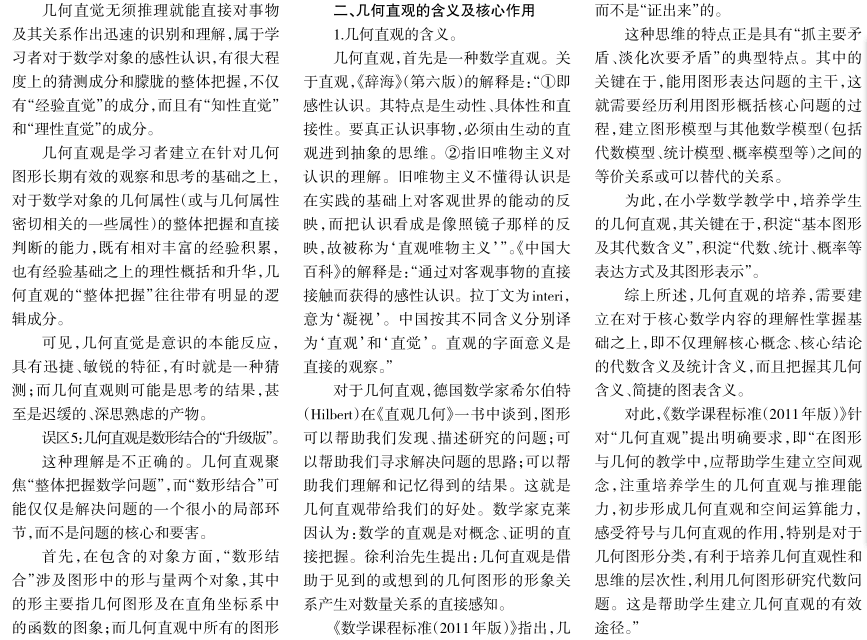 几何直觉无须推理就能直接对事物
及其关系作出迅速的识别和理解,属于学
习者对于数学对象的感性认识,有很大程
度上的猜测成分和朦胧的整体把握,不仅
有“经验直觉”的成分,而且有“知性直觉”
和“理性直觉”的成分。
几何直观是学习者建立在针对几何
图形长期有效的观察和思考的基础之上,
对于数学对象的几何属性(或与几何属性
密切相关的一些属性)的整体把握和直接
判断的能力,既有相对丰富的经验积累,
也有经验基础之上的理性概括和升华,几
何直观的“整体把握”往往带有明显的逻
辑成分。
可见,几何直觉是意识的本能反应,
具有迅捷、敏锐的特征,有时就是一种猜
测;而几何直观则可能是思考的结果,甚
至是迟缓的、深思熟虑的产物。
误区5:几何直观是数形结合的“升级版”。
这种理解是不正确的。几何直观聚
焦“整体把握数学问题”,而“数形结合”可
能仅仅是解决问题的一个很小的局部环
节,而不是问题的核心和要害。
首先,在包含的对象方面,“数形结
合”涉及图形中的形与量两个对象,其中
的形主要指几何图形及在直角坐标系中
的函数的图象;而几何直观中所有的图形
二、几何直观的含义及核心作用
1.几何直观的含义。
几何直观,首先是一种数学直观。关
于直观,《辞海》(第六版)的解释是:“①即
感性认识。其特点是生动性、具体性和直
接性。要真正认识事物,必须由生动的直
观进到抽象的思维。②指旧唯物主义对
认识的理解。旧唯物主义不懂得认识是
在实践的基础上对客观世界的能动的反
映,而把认识看成是像照镜子那样的反
映,故被称为‘直观唯物主义’”。《中国大
百科》的解释是:“通过对客观事物的直接
接触而获得的感性认识。拉丁文为interi,
意为‘凝视’。中国按其不同含义分别译
为‘直观’和‘直觉’。直观的字面意义是
直接的观察。”
对于几何直观,德国数学家希尔伯特
(Hilbert)在《直观几何》一书中谈到,图形
可以帮助我们发现、描述研究的问题;可
以帮助我们寻求解决问题的思路;可以帮
助我们理解和记忆得到的结果。这就是
几何直观带给我们的好处。数学家克莱
因认为:数学的直观是对概念、证明的直
接把握。徐利治先生提出:几何直观是借
助于见到的或想到的几何图形的形象关
系产生对数量关系的直接感知。
《数学课程标准(2011年版)》指出,几
而不是“证出来”的。
这种思维的特点正是具有“抓主要矛
盾、淡化次要矛盾”的典型特点。其中的
关键在于,能用图形表达问题的主干,这
就需要经历利用图形概括核心问题的过
程,建立图形模型与其他数学模型(包括
代数模型、统计模型、概率模型等)之间的
等价关系或可以替代的关系。
为此,在小学数学教学中,培养学生
的几何直观,其关键在于,积淀“基本图形
及其代数含义”,积淀“代数、统计、概率等
表达方式及其图形表示”。
综上所述,几何直观的培养,需要建
立在对于核心数学内容的理解性掌握基
础之上,即不仅理解核心概念、核心结论
的代数含义及统计含义,而且把握其几何
含义、简捷的图表含义。
对此,《数学课程标准(2011年版)》针
对“几何直观”提出明确要求,即“在图形
与几何的教学中,应帮助学生建立空间观
念,注重培养学生的几何直观与推理能
力,初步形成几何直观和空间运算能力,
感受符号与几何直观的作用,特别是对于
几何图形分类,有利于培养几何直观性和
思维的层次性,利用几何图形研究代数问
题。这是帮助学生建立几何直观的有效
途径。”